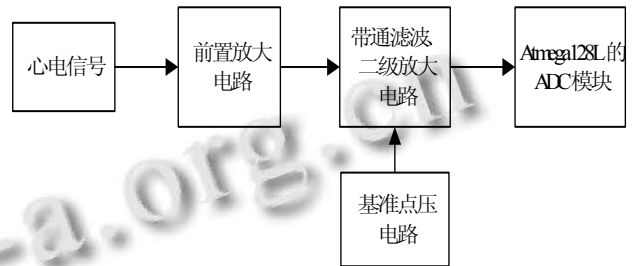 心电信号
前置放大
电路
带通滤波、
二级放大
电路
Atmega128L的
ADC模块
基准点压
电路
-a.org.cn